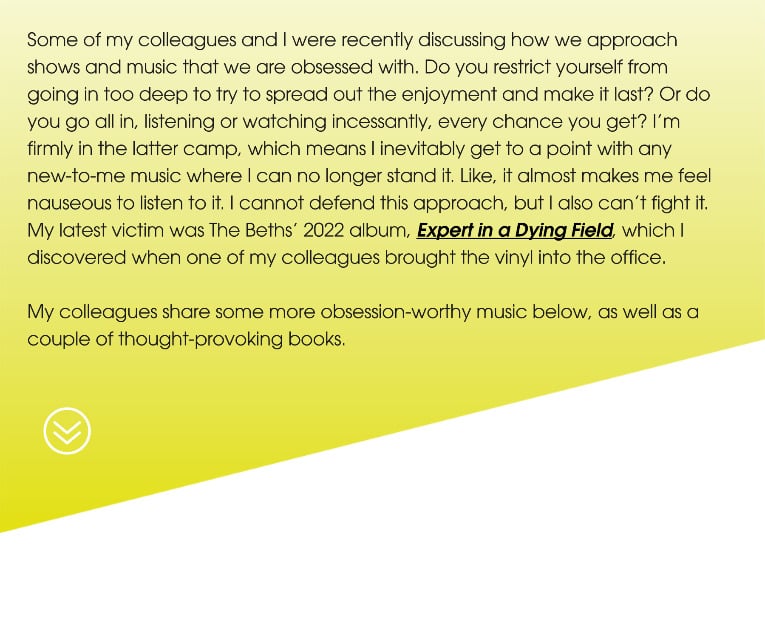 Some of my colleagues and I were recently discussing how we approach
shows and music that we are obsessed with. Do you restrict yourself from
going in too deep to try to spread out the enjoyment and make it last? Or do
you go all in, listening or watching incessantly, every chance you get? I’m
firmly in the latter camp, which means I inevitably get to a point with any
new-to-me music where I can no longer stand it. Like, it almost makes me feel
nauseous to listen to it. I cannot defend this approach, but I also can’t fight it.
My latest victim was The Beths’ 2022 album, Expert in a Dying Field, which I
discovered when one of my colleagues brought the vinyl into the office.
My colleagues share some more obsession-worthy music below, as well as a
couple of thought-provoking books.